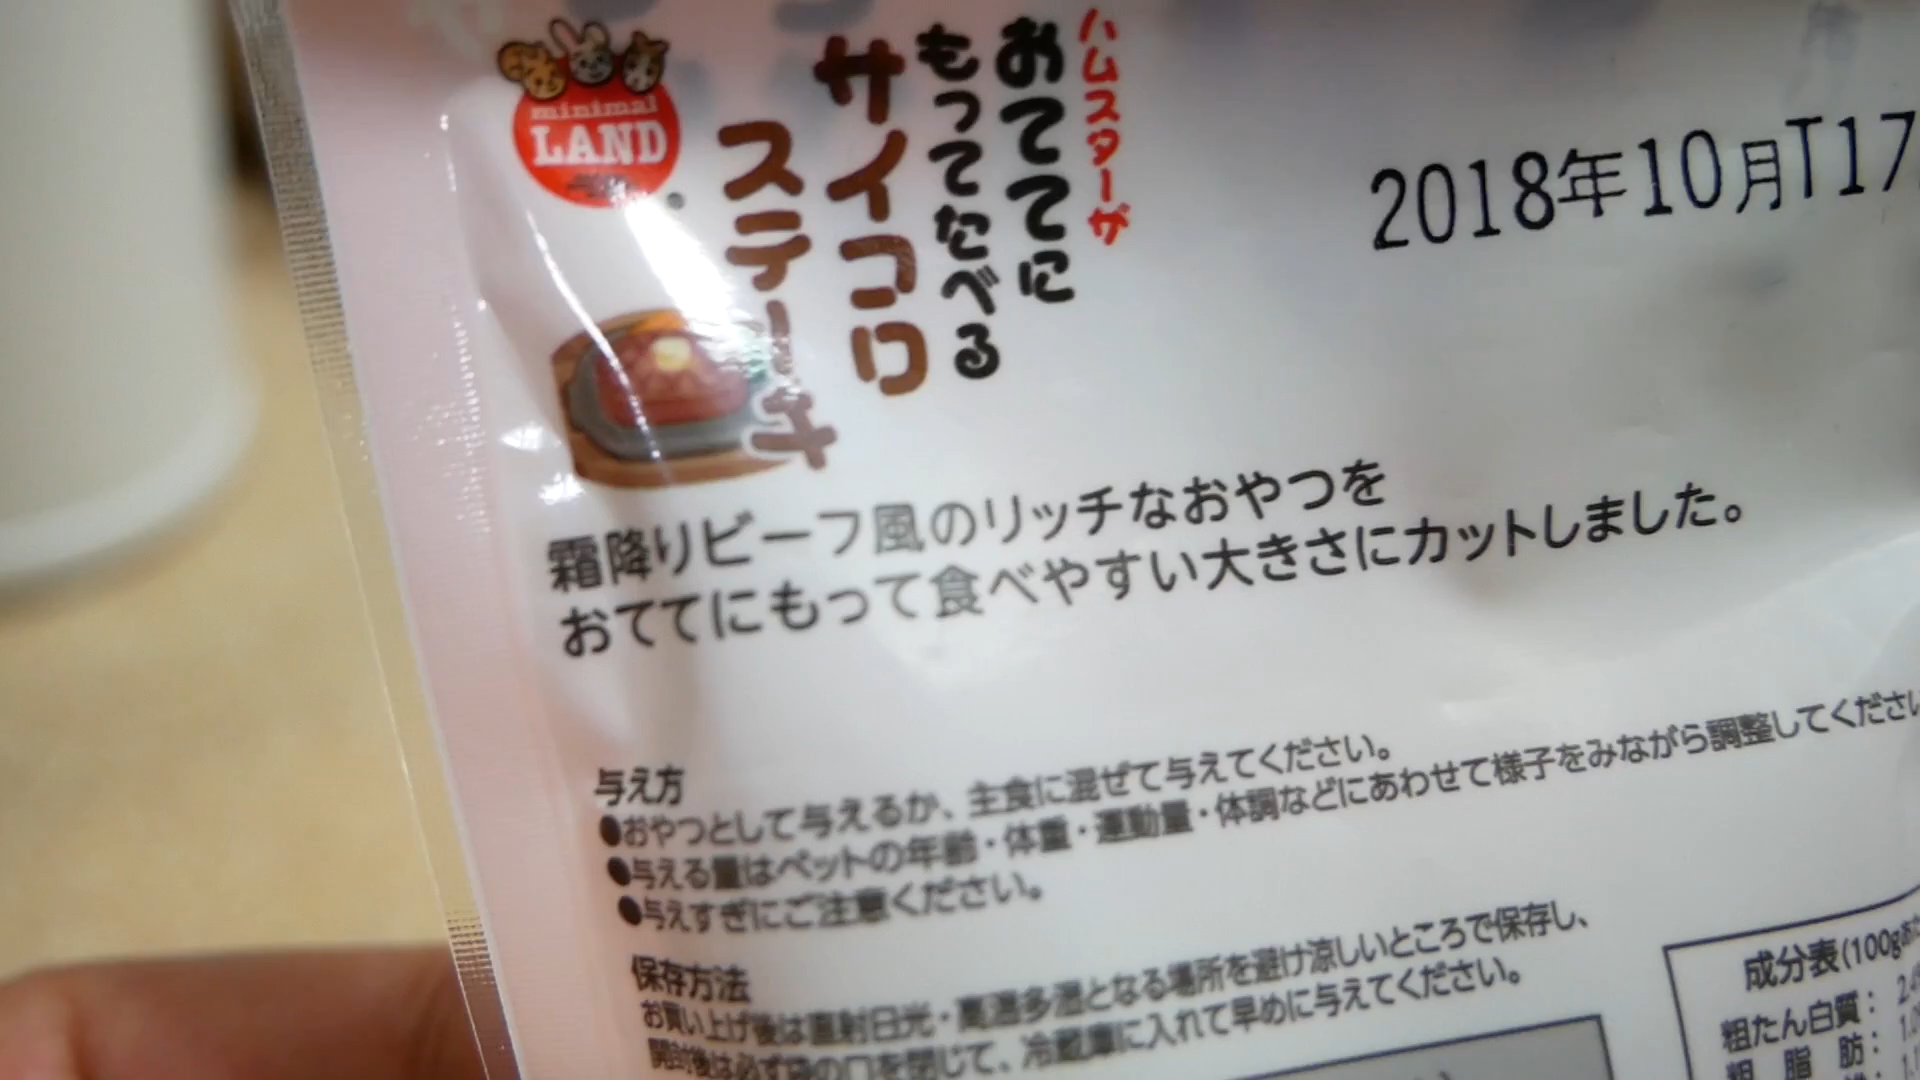 minimal
LAND
ハムスターが
おててに
もってたべる
サイコロ
ステーキ
2018年10月T17
霜降りビーフ風のリッチなおやつを
おててにもって食べやすい大きさにカットしました。
与え方
●おやつとして与えるか、主食に混ぜて与えてください。
●与える量はペットの年齢・体重・運動量・体調などにあわせて様子をみながら調整してください
●与えすぎにご注意ください。
保存方法
お買い上げ後は直射日光・高温多湿となる場所を避け涼しいところで保存し、
開封後は必ず袋の口を閉じて、冷蔵庫に入れて早めに与えてください。
成分表(100gあた
粗たん白質：2.4
粗脂肪：1.0